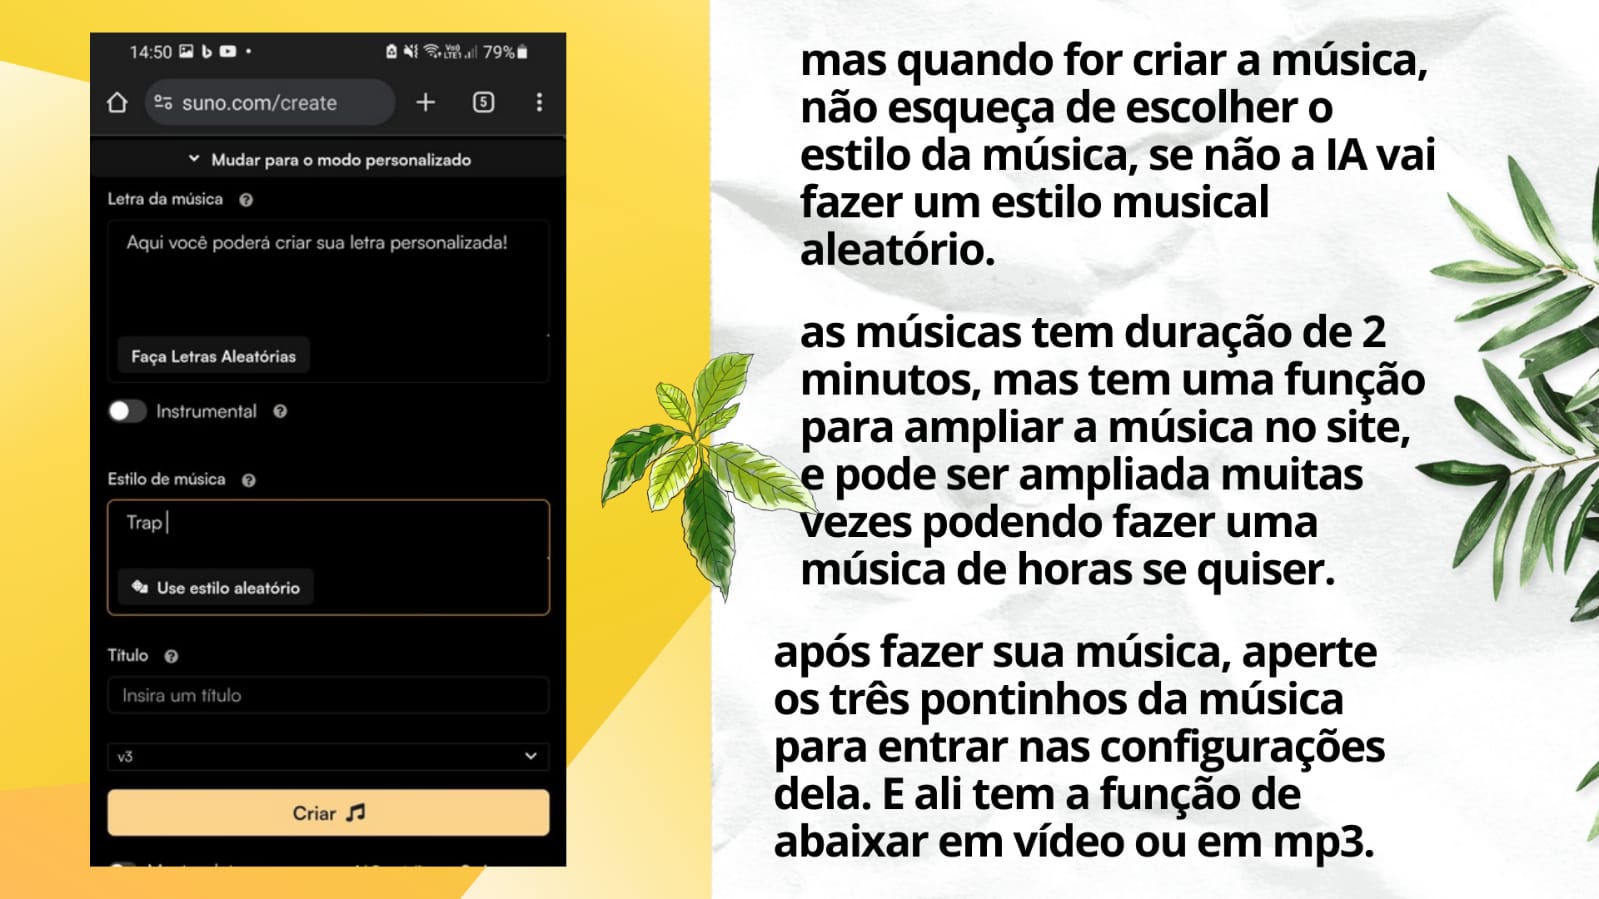 14:50
79%
suno.com/create
5
Mudar para o modo personalizado
Letra da música
Aqui você poderá criar sua letra personalizada!
Faça Letras Aleatórias
Instrumental
Estilo de música
Trap
Use estilo aleatório
Título
Insira um título
v3
Criar
mas quando for criar a música,
não esqueça de escolher o
estilo da música, se não a IA vai
fazer um estilo musical
aleatório.
as músicas tem duração de 2
minutos, mas tem uma função
para ampliar a música no site,
e pode ser ampliada muitas
vezes podendo fazer uma
música de horas se quiser.
após fazer sua música, aperte
os três pontinhos da música
para entrar nas configurações
dela. E ali tem a função de
abaixar em vídeo ou em mp3.